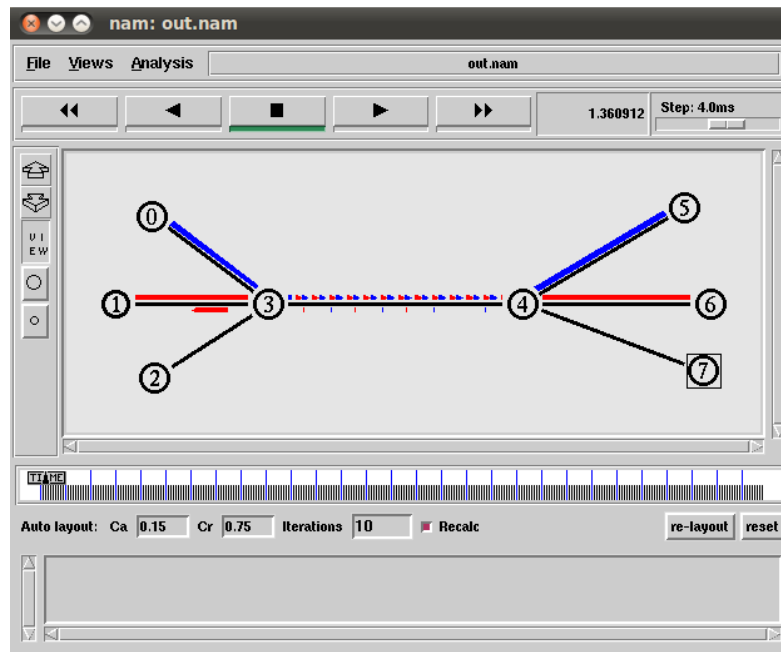 nam: out.nam
File Views Analysis out.nam
1.360912 Step: 4.0ms
V I
E W
0 5
1 3 4 6
2 7
TIME
Auto layout: Ca 0.15 Cr 0.75 Iterations 10 Recalc re-layout reset